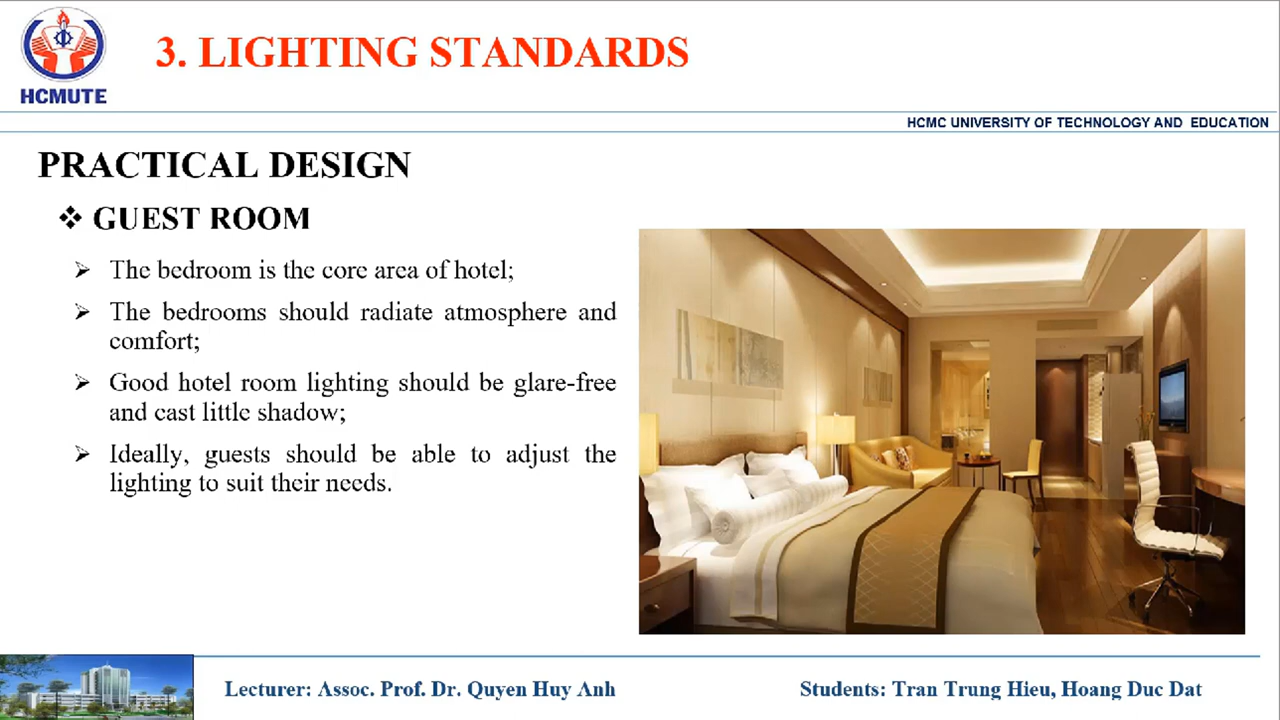 3. LIGHTING STANDARDS
HCMUTE
HCMC UNIVERSITY OF TECHNOLOGY AND EDUCATION
PRACTICAL DESIGN
❖ GUEST ROOM
➢ The bedroom is the core area of hotel;
➢ The bedrooms should radiate atmosphere and
comfort;
➢ Good hotel room lighting should be glare-free
and cast little shadow;
➢ Ideally, guests should be able to adjust the
lighting to suit their needs.
Lecturer: Assoc. Prof. Dr. Quyen Huy Anh
Students: Tran Trung Hieu, Hoang Duc Dat